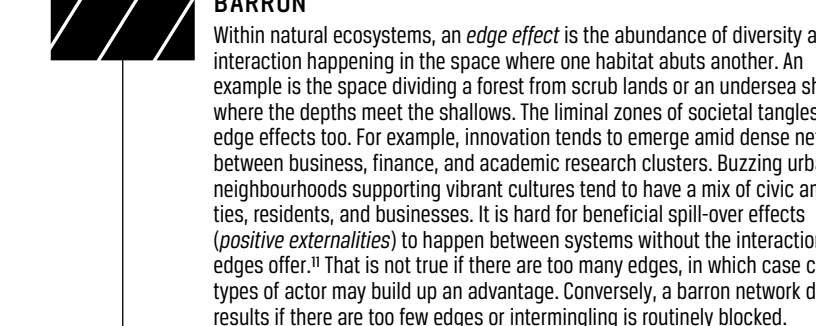 BARRON
Within natural ecosystems, an edge effect is the abundance of diversity a
interaction happening in the space where one habitat abuts another. An
example is the space dividing a forest from scrub lands or an undersea sh
where the depths meet the shallows. The liminal zones of societal tangles
edge effects too. For example, innovation tends to emerge amid dense ne
between business, finance, and academic research clusters. Buzzing urb
neighbourhoods supporting vibrant cultures tend to have a mix of civic a
ties, residents, and businesses. It is hard for beneficial spill-over effects
(positive externalities) to happen between systems without the interaction
edges offer.¹¹ That is not true if there are too many edges, in which case c
types of actor may build up an advantage. Conversely, a barron network d
results if there are too few edges or intermingling is routinely blocked.